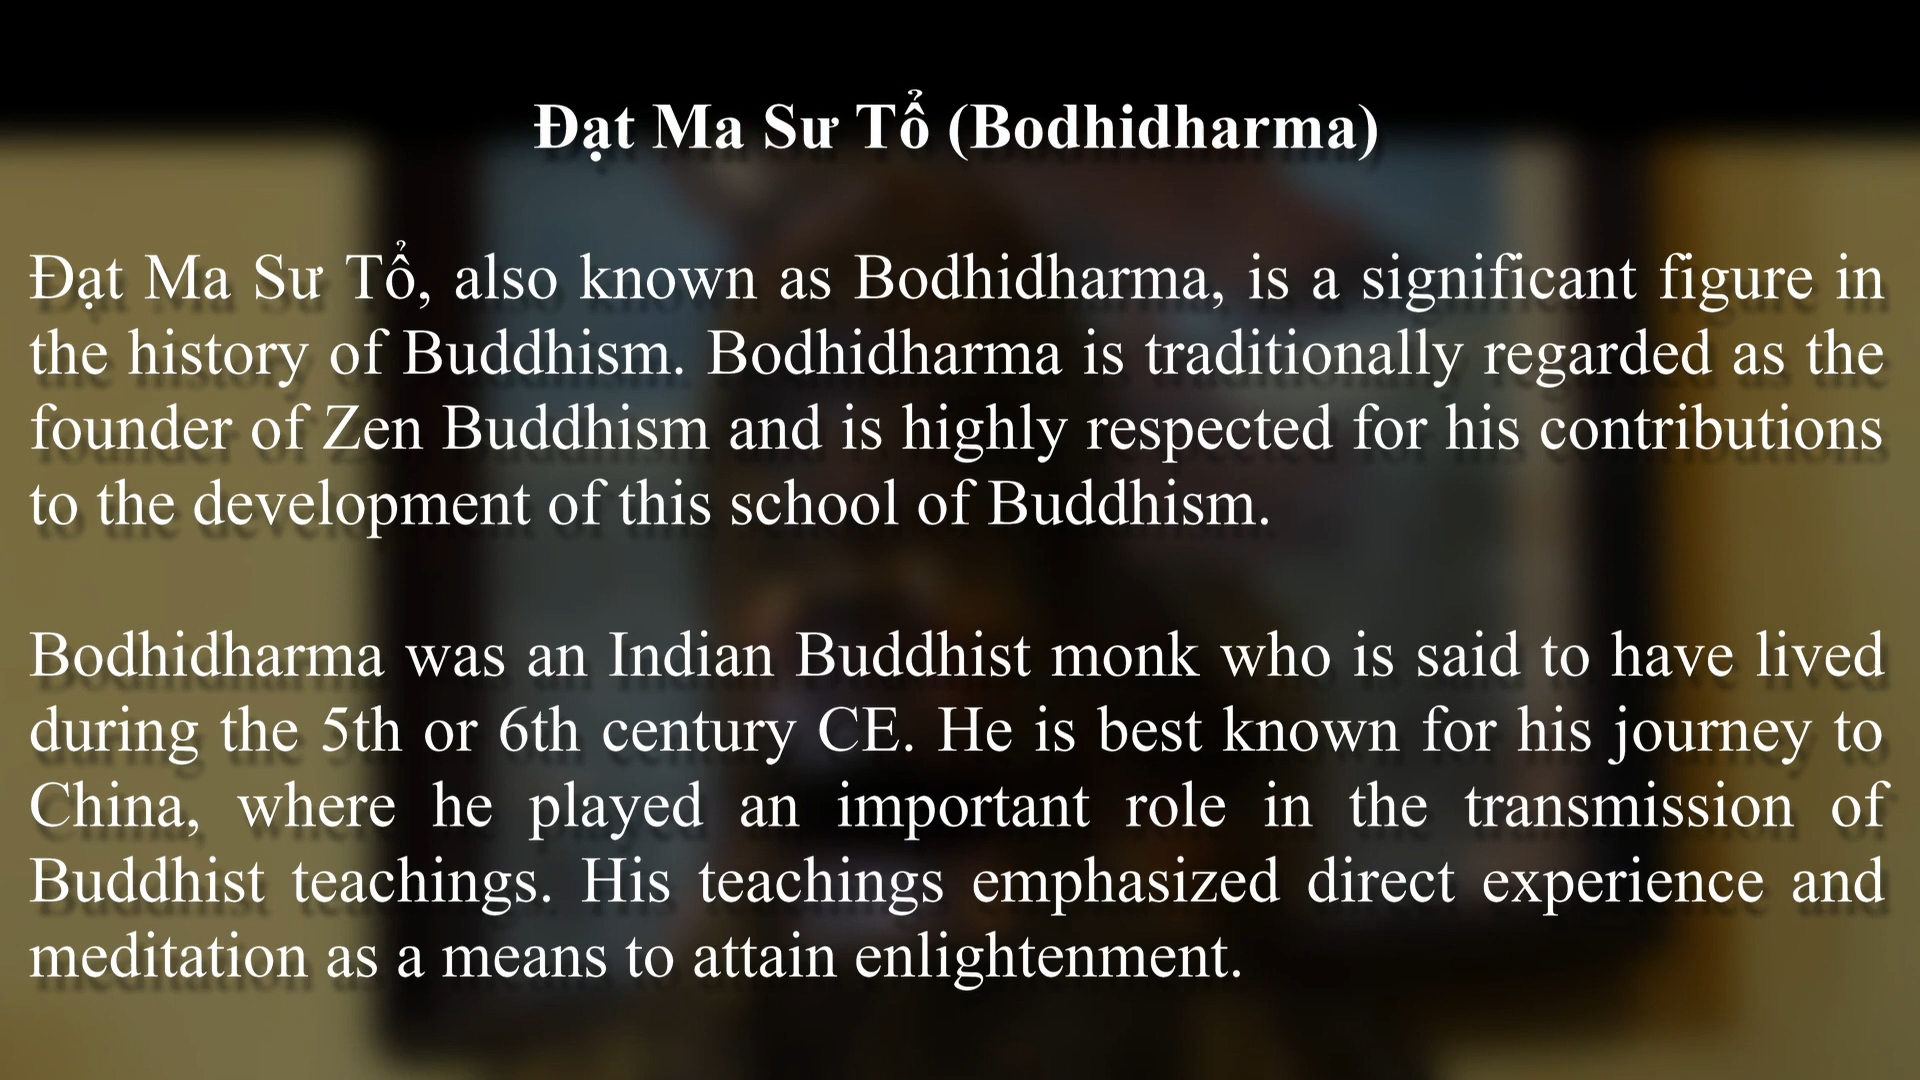 Đạt Ma Sư Tổ (Bodhidharma)
Đạt Ma Sư Tổ, also known as Bodhidharma, is a significant figure in
the history of Buddhism. Bodhidharma is traditionally regarded as the
founder of Zen Buddhism and is highly respected for his contributions
to the development of this school of Buddhism.
Bodhidharma was an Indian Buddhist monk who is said to have lived
during the 5th or 6th century CE. He is best known for his journey to
China, where he played an important role in the transmission of
Buddhist teachings. His teachings emphasized direct experience and
meditation as a means to attain enlightenment.